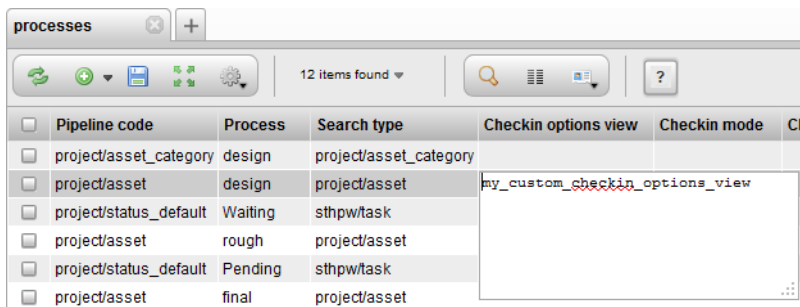 processes
12 items found
?
Pipeline code Process Search type Checkin options view Checkin mode
project/asset_category design project/asset_category
project/asset design project/asset my_custom_checkin_options_view
project/status_default Waiting sthpw/task
project/asset rough project/asset
project/status_default Pending sthpw/task
project/asset final project/asset